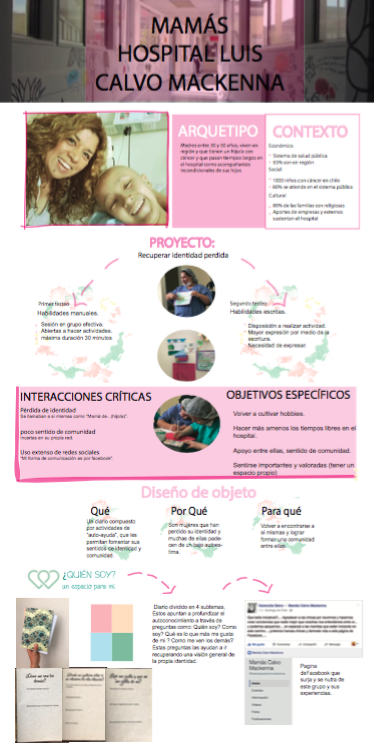 MAMÁS
HOSPITAL LUIS
CALVO MACKENNA
ARQUETIPO
Madres entre 30 y 50 años, viven en
región y que tienen un hijo/a con
cáncer y que pasan tiempos largos en
el hospital como acompañantes
incondicionales de sus hijos.
CONTEXTO
Económico
Sistema de salud pública
93% son de región
Social
1000 niños con cáncer en chile
80% se atiende en el sistema público
Cultural
80% de las familias son religiosas
Aportes de empresas y externos
sustentan el hospital
PROYECTO:
Recuperar identidad perdida
Primer testeo
Habilidades manuales.
Sesión en grupo efectiva.
Abiertas a hacer actividades.
máxima duración 30 minutos
Segundo testeo
Habilidades escritas.
Disposición a realizar actividad.
Mayor expresión por medio de la
escritura.
Necesidad de expresar.
INTERACCIONES CRÍTICAS
Pérdida de identidad
Se llamaban a sí mismas como "Mamá de... (hijo/a)".
poco sentido de comunidad
insertas en su propia red.
Uso extenso de redes sociales
"Mi forma de comunicación es por facebook".
OBJETIVOS ESPECÍFICOS
Volver a cultivar hobbies.
Hacer más amenos los tiempos libres en el
hospital.
Apoyo entre ellas, sentido de comunidad.
Sentirse importantes y valoradas (tener un
espacio propio)
Diseño de objeto
Qué
Un diario compuesto
por actividades de
"auto-ayuda", que les
permitan fomentar sus
sentidos de identidad y
comunidad
Por Qué
Son mujeres que han
perdido su identidad y
muchas de ellas pade-
cen de un bajo autoes-
tima.
Para qué
Volver a encontrarse a
sí mismas y lograr
formar una comunidad
entre ellas.
¿QUIÉN SOY?
un espacio para mí.
Diario dividido en 4 subtemas,
Estos apuntan a profundizar el
autoconocimiento a través de
preguntas como: Quién soy? Como
soy? Qué es lo que más me gusta
de mí ? Como me ven los demás?
Estas preguntas les ayudan a ir
recuperando una visión general de
la propia identidad.
Mamás Calvo
Mackenna
Página
de Facebook que
surja y se nutra de
este grupo y sus
experiencias.